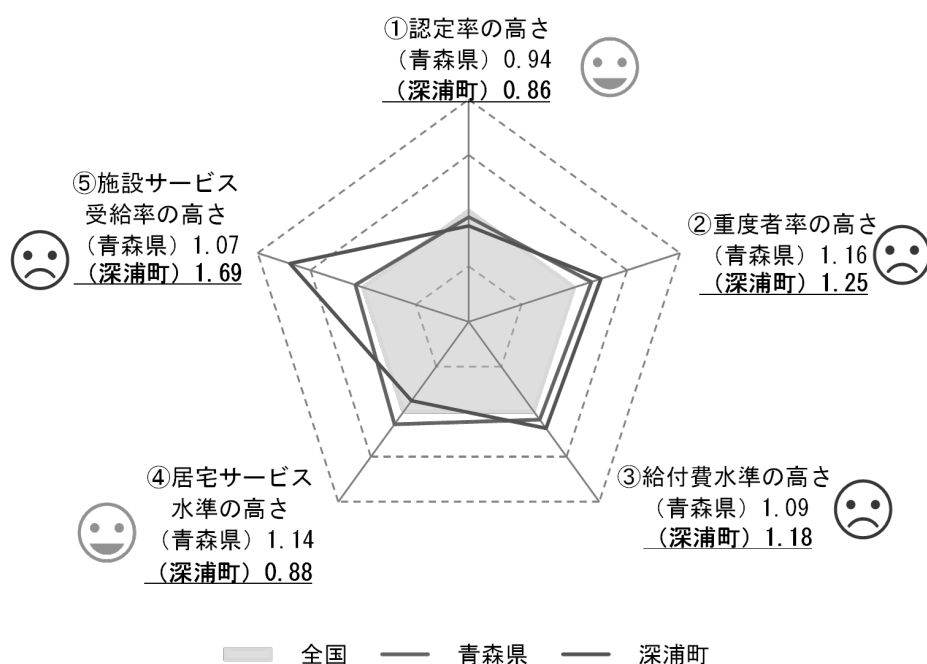 ①認定率の高さ
(青森県) 0.94
(深浦町) 0.86
⑤施設サービス
受給率の高さ
(青森県) 1.07
(深浦町) 1.69
②重度者率の高さ
(青森県) 1.16
(深浦町) 1.25
④居宅サービス
水準の高さ
(青森県) 1.14
(深浦町) 0.88
③給付費水準の高さ
(青森県) 1.09
(深浦町) 1.18
全国 青森県 深浦町